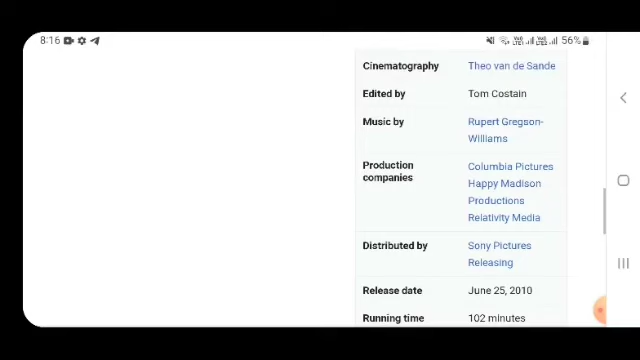 8:16
56%
Cinematography Theo van de Sande
Edited by Tom Costain
Music by Rupert Gregson-
Williams
Production Columbia Pictures
companies Happy Madison
Productions
Relativity Media
Distributed by Sony Pictures
Releasing
Release date June 25, 2010
Running time 102 minutes